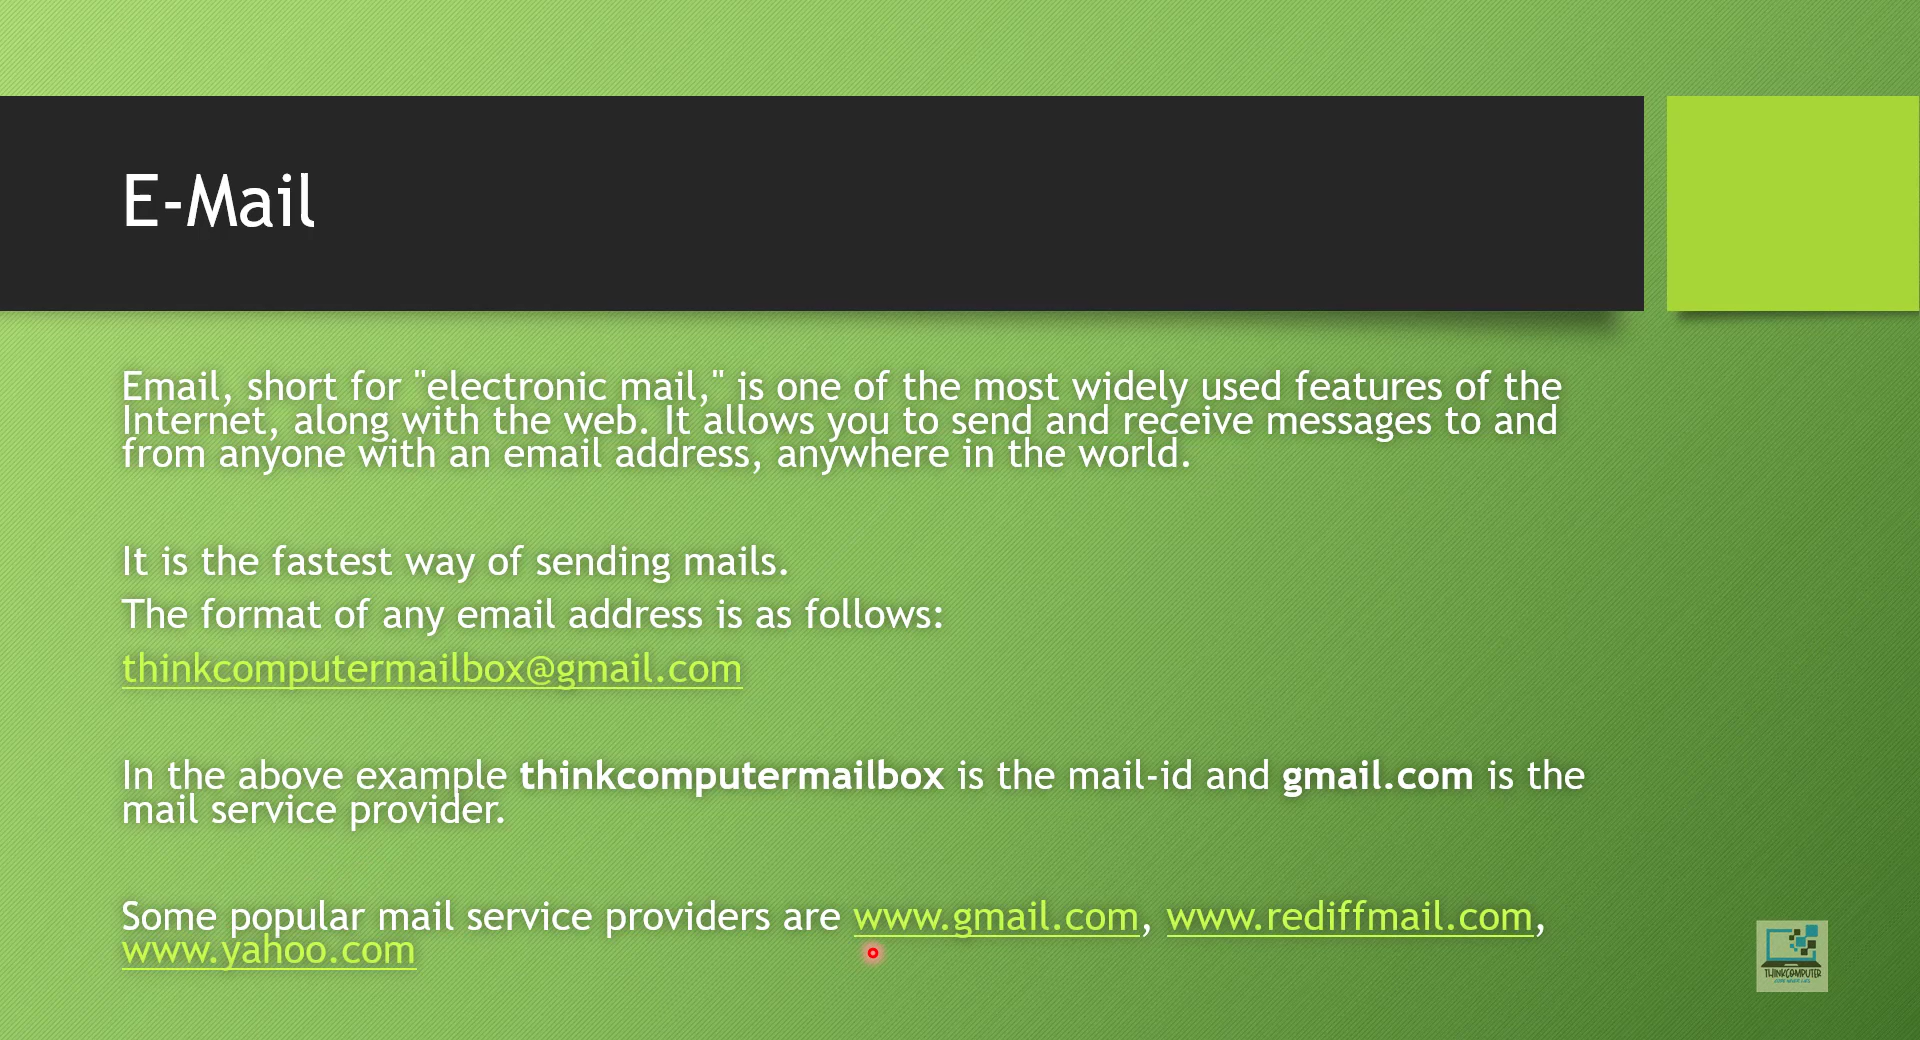 E-Mail
Email, short for "electronic mail," is one of the most widely used features of the
Internet, along with the web. It allows you to send and receive messages to and
from anyone with an email address, anywhere in the world.
It is the fastest way of sending mails.
The format of any email address is as follows:
thinkcomputermailbox@gmail.com
In the above example thinkcomputermailbox is the mail-id and gmail.com is the
mail service provider.
Some popular mail service providers are www.gmail.com, www.rediffmail.com,
www.yahoo.com
THINKCOMPUTER